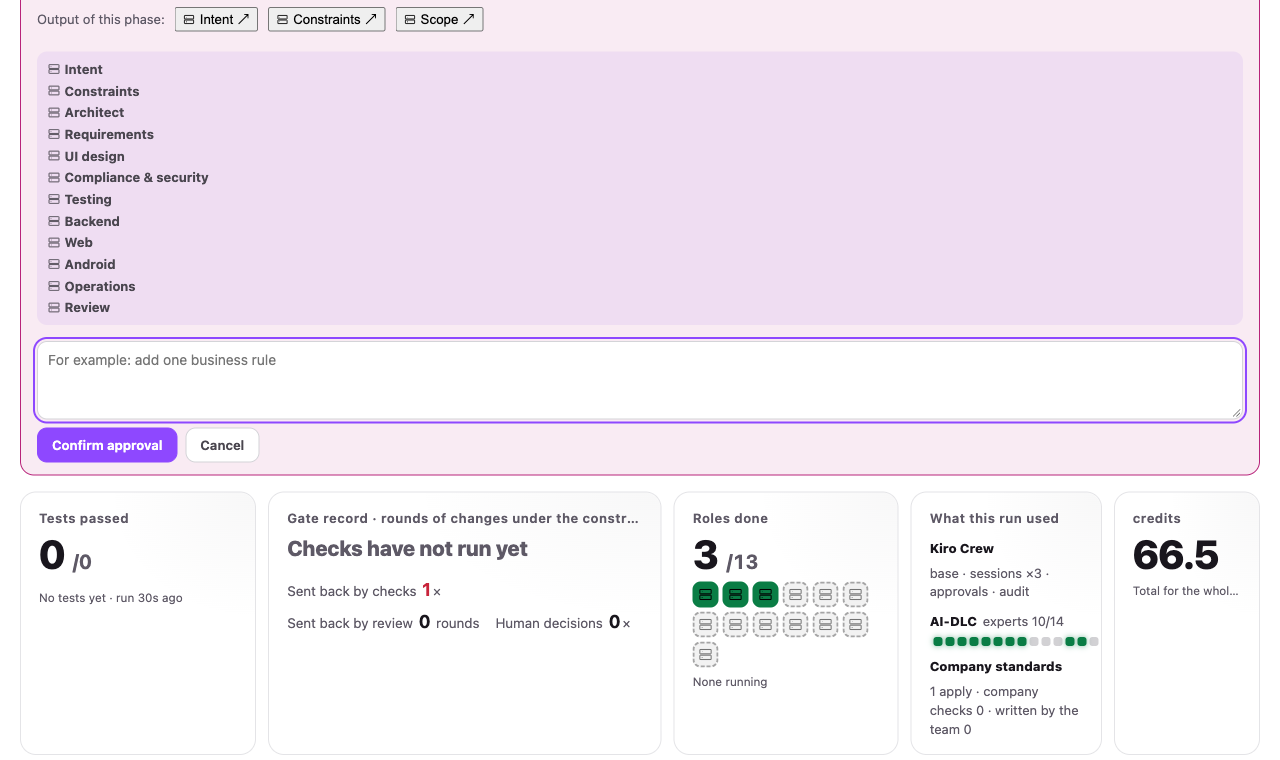 Output of this phase: Intent ↗ Constraints ↗ Scope ↗
Intent
Constraints
Architect
Requirements
UI design
Compliance & security
Testing
Backend
Web
Android
Operations
Review
For example: add one business rule
Confirm approval Cancel
Tests passed
0 /0
No tests yet · run 30s ago
Gate record · rounds of changes under the constr…
Checks have not run yet
Sent back by checks 1×
Sent back by review 0 rounds Human decisions 0×
Roles done
3 /13
None running
What this run used
Kiro Crew
base · sessions ×3 ·
approvals · audit
AI-DLC experts 10/14
Company standards
1 apply · company
checks 0 · written by the
team 0
credits
66.5
Total for the whol…